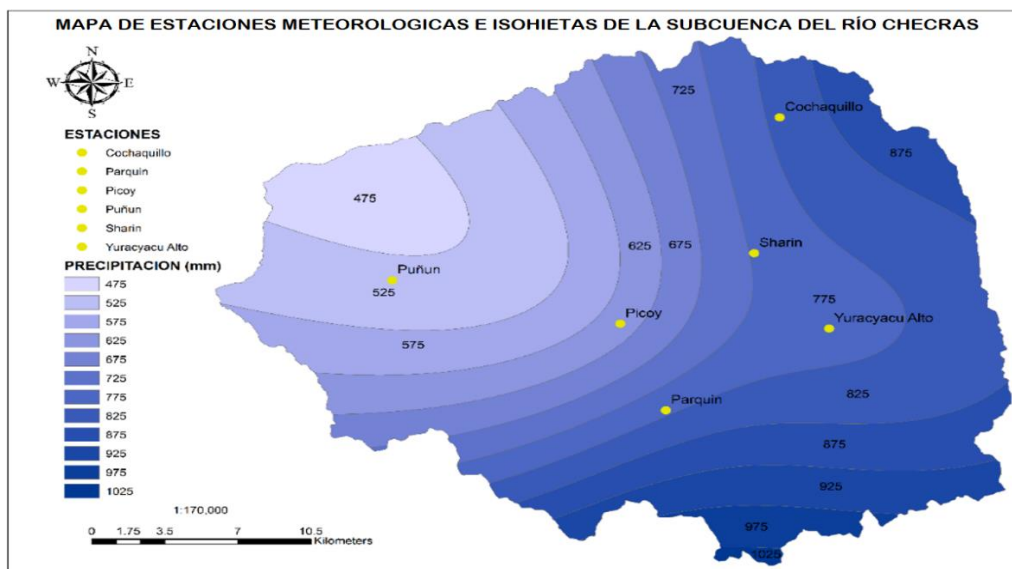 MAPA DE ESTACIONES METEOROLOGICAS E ISOHIETAS DE LA SUBCUENCA DEL RÍO CHECRAS
N
W E
S
ESTACIONES
Cochaquillo
Parquin
Picoy
Puñun
Sharin
Yuracyacu Alto
PRECIPITACION (mm)
475
525
575
625
675
725
775
825
875
925
975
1025
1:170,000
0 1.75 3.5 7 10.5
Kilometers
725
Cochaquillo
875
475
625
675
Sharin
Puñun
525
775
Picoy
Yuracyacu Alto
575
Parquin
825
875
925
975
1025